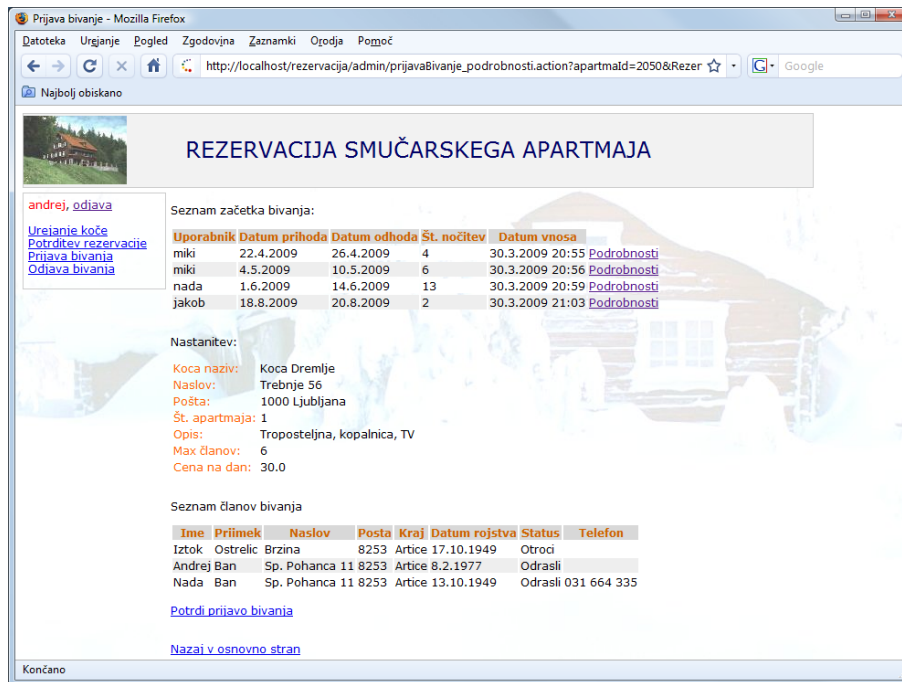 Prijava bivanje - Mozilla Firefox
Datoteka Urejanje Pogled Zgodovina Zaznamki Orodja Pomoč
http://localhost/rezervacija/admin/prijavaBivanje_podrobnosti.action?apartmaId=2050&Rezer G Google
Najbolj obiskano
REZERVACIJA SMUČARSKEGA APARTMAJA
andrej, odjava
Urejanje koče
Potrditev rezervacije
Prijava bivanja
Odjava bivanja
Seznam začetka bivanja:
Uporabnik Datum prihoda Datum odhoda Št. nočitev Datum vnosa
miki 22.4.2009 26.4.2009 4 30.3.2009 20:55 Podrobnosti
miki 4.5.2009 10.5.2009 6 30.3.2009 20:56 Podrobnosti
nada 1.6.2009 14.6.2009 13 30.3.2009 20:59 Podrobnosti
jakob 18.8.2009 20.8.2009 2 30.3.2009 21:03 Podrobnosti
Nastanitev:
Koca naziv: Koca Dremlje
Naslov: Trebnje 56
Pošta: 1000 Ljubljana
Št. apartmaja: 1
Opis: Troposteljna, kopalnica, TV
Max članov: 6
Cena na dan: 30.0
Seznam članov bivanja
Ime Priimek Naslov Posta Kraj Datum rojstva Status Telefon
Iztok Ostrelic Brzina 8253 Artice 17.10.1949 Otroci
Andrej Ban Sp. Pohanca 11 8253 Artice 8.2.1977 Odrasli
Nada Ban Sp. Pohanca 11 8253 Artice 13.10.1949 Odrasli 031 664 335
Potrdi prijavo bivanja
Nazaj v osnovno stran
Končano